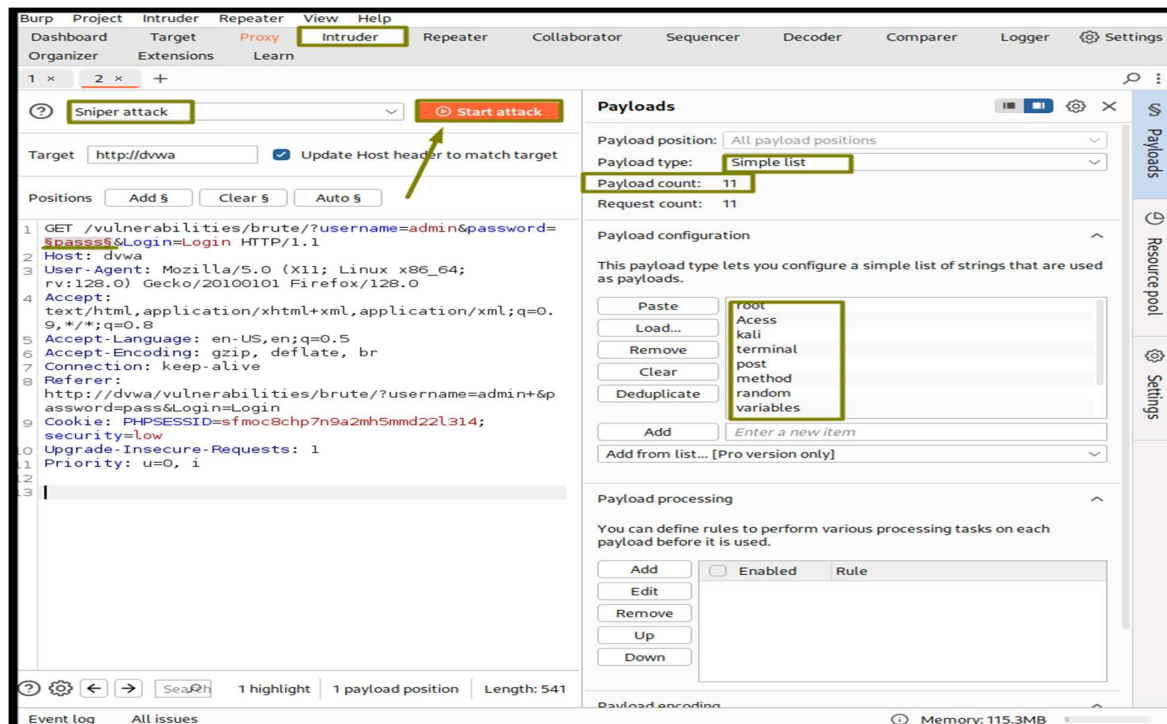 Burp Project Intruder Repeater View Help
Dashboard Target Proxy Intruder Repeater Collaborator Sequencer Decoder Comparer Logger Settings
Organizer Extensions Learn
1 × 2 × +
Sniper attack
Start attack
Target http://dvwa Update Host header to match target
Positions Add § Clear § Auto §
1 GET /vulnerabilities/brute/?username=admin&password=
§passs§&Login=Login HTTP/1.1
2 Host: dvwa
3 User-Agent: Mozilla/5.0 (X11; Linux x86_64;
rv:128.0) Gecko/20100101 Firefox/128.0
4 Accept:
text/html,application/xhtml+xml,application/xml;q=0.
9,*/*;q=0.8
5 Accept-Language: en-US,en;q=0.5
6 Accept-Encoding: gzip, deflate, br
7 Connection: keep-alive
8 Referer:
http://dvwa/vulnerabilities/brute/?username=admin+&p
assword=pass&Login=Login
9 Cookie: PHPSESSID=sfmoc8chp7n9a2mh5mmd22l314;
security=low
10 Upgrade-Insecure-Requests: 1
11 Priority: u=0, i
12
13
Search 1 highlight 1 payload position Length: 541
Payloads
Payload position: All payload positions
Payload type: Simple list
Payload count: 11
Request count: 11
Payload configuration
This payload type lets you configure a simple list of strings that are used
as payloads.
Paste
Load...
Remove
Clear
Deduplicate
root
Acess
kali
terminal
post
method
random
variables
Add Enter a new item
Add from list... [Pro version only]
Payload processing
You can define rules to perform various processing tasks on each
payload before it is used.
Add
Edit
Remove
Up
Down
Enabled Rule
Payload encoding
Payloads
Resource pool
Settings
Event log All issues
Memory: 115.3MB